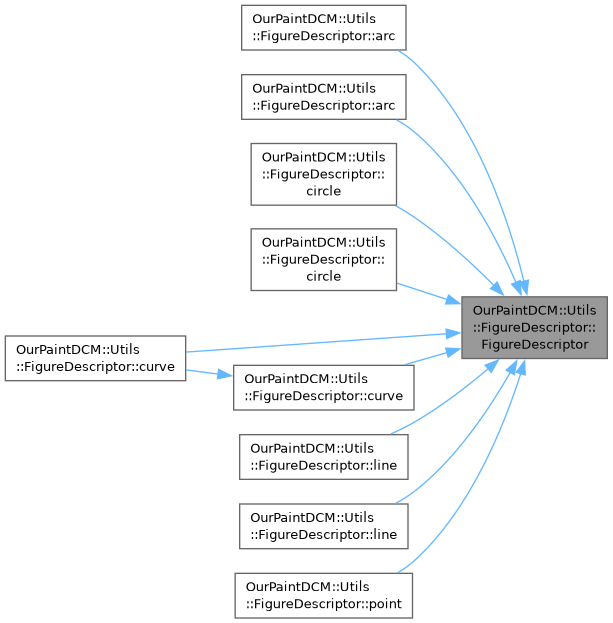 OurPaintDCM::Utils
::FigureDescriptor::arc
OurPaintDCM::Utils
::FigureDescriptor::arc
OurPaintDCM::Utils
::FigureDescriptor::
circle
OurPaintDCM::Utils
::FigureDescriptor::
circle
OurPaintDCM::Utils
::FigureDescriptor::
FigureDescriptor
OurPaintDCM::Utils
::FigureDescriptor::curve
OurPaintDCM::Utils
::FigureDescriptor::curve
OurPaintDCM::Utils
::FigureDescriptor::line
OurPaintDCM::Utils
::FigureDescriptor::line
OurPaintDCM::Utils
::FigureDescriptor::point